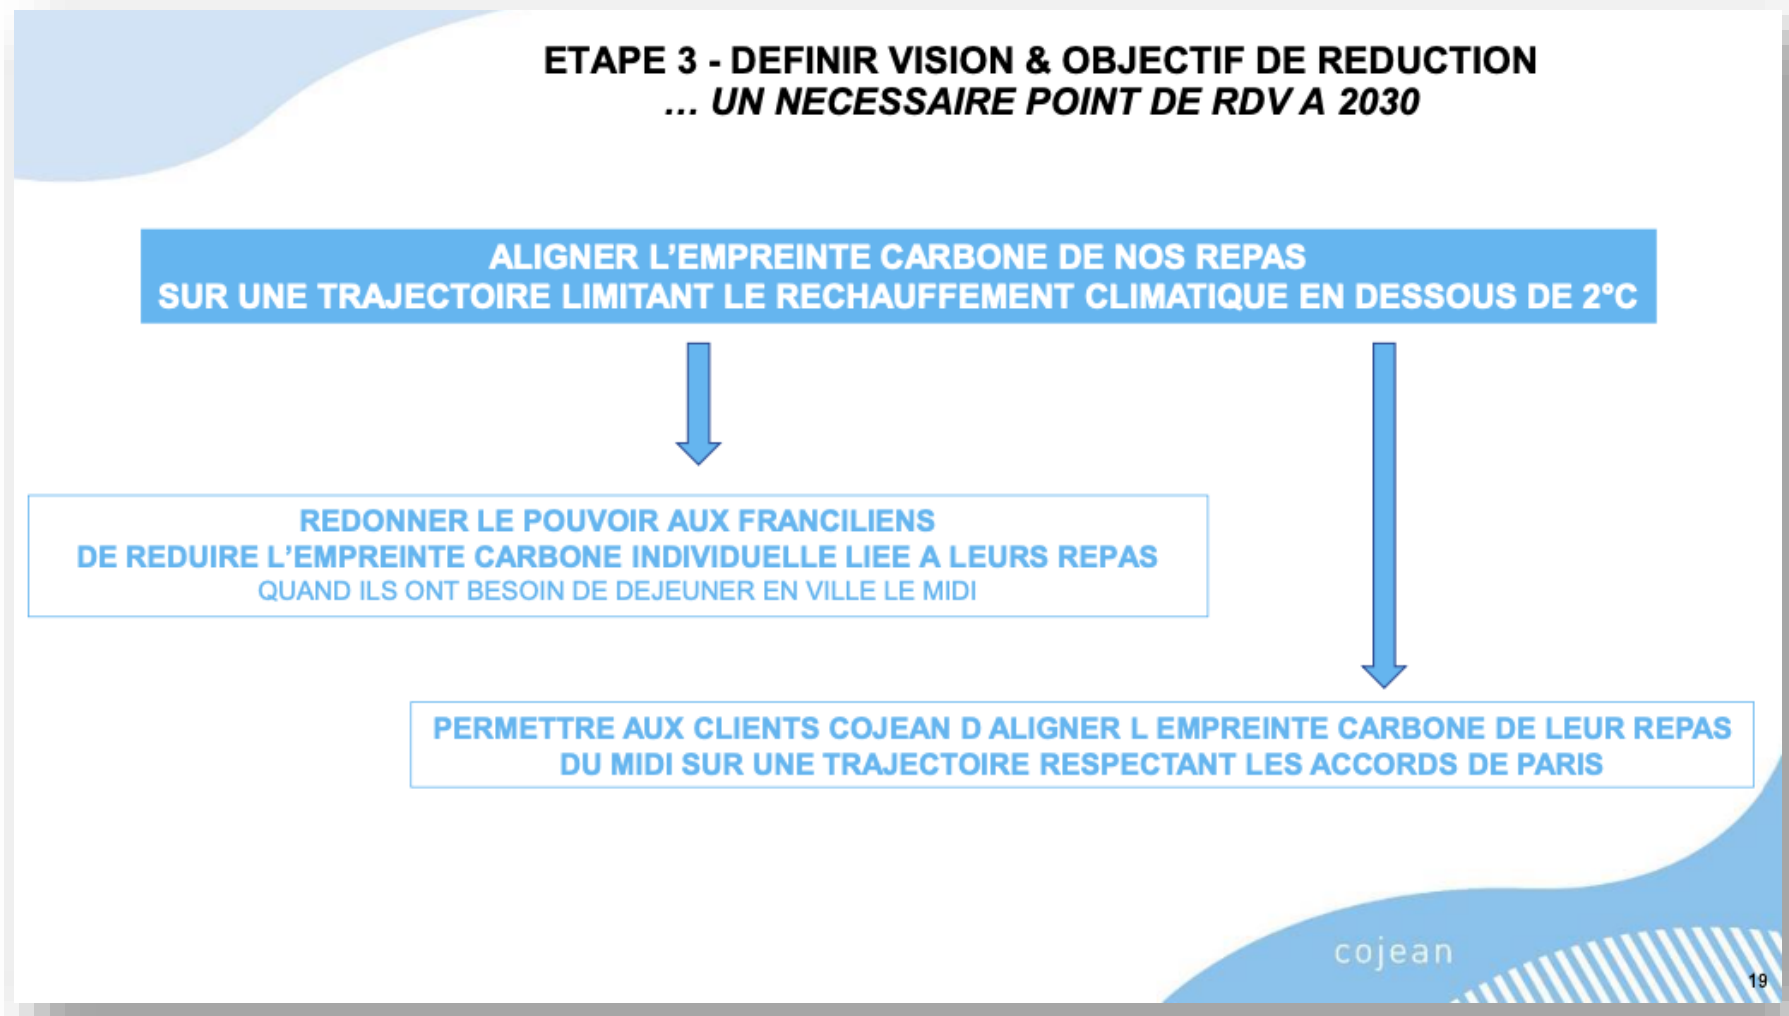 ETAPE 3 - DEFINIR VISION & OBJECTIF DE REDUCTION
... UN NECESSAIRE POINT DE RDV A 2030
ALIGNER L’EMPREINTE CARBONE DE NOS REPAS
SUR UNE TRAJECTOIRE LIMITANT LE RECHAUFFEMENT CLIMATIQUE EN DESSOUS DE 2°C
REDONNER LE POUVOIR AUX FRANCILIENS
DE REDUIRE L’EMPREINTE CARBONE INDIVIDUELLE LIEE A LEURS REPAS
QUAND ILS ONT BESOIN DE DEJEUNER EN VILLE LE MIDI
PERMETTRE AUX CLIENTS COJEAN D ALIGNER L EMPREINTE CARBONE DE LEUR REPAS
DU MIDI SUR UNE TRAJECTOIRE RESPECTANT LES ACCORDS DE PARIS
cojean
19